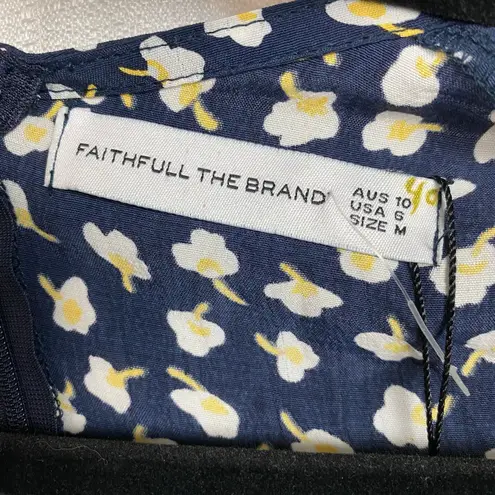 FAITHFULL THE BRAND
AUS 10
USA 6
SIZE M